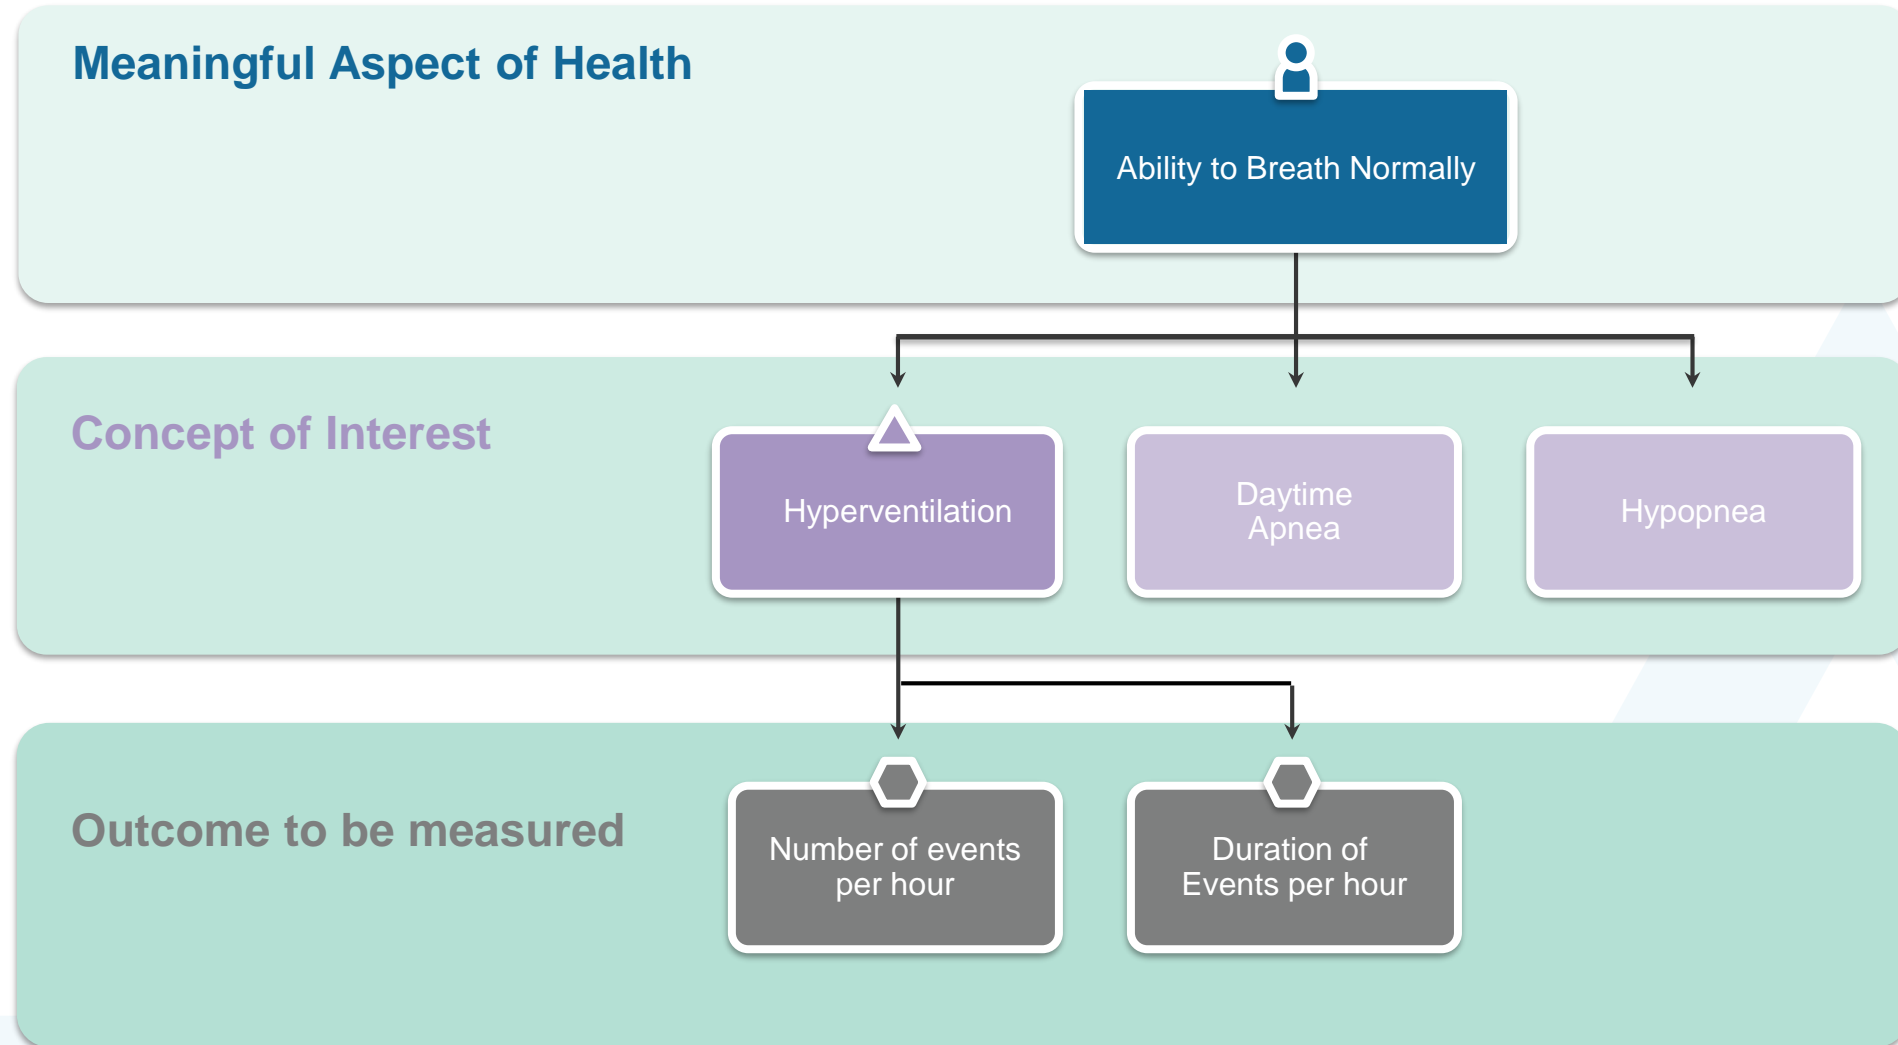 Meaningful Aspect of Health
Ability to Breath Normally
Concept of Interest
Hyperventilation
Daytime
Apnea
Hypopnea
Outcome to be measured
Number of events
per hour
Duration of
Events per hour